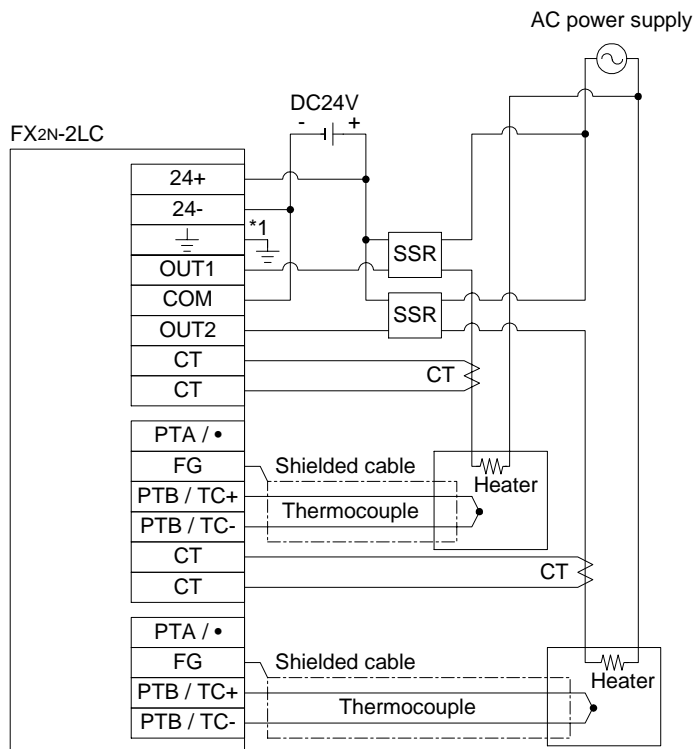 AC power supply
DC24V
- +
FX2N-2LC
24+
24-
*1
OUT1
SSR
COM
SSR
OUT2
CT
CT
CT
PTA / •
FG
Shielded cable
Heater
PTB / TC+
Thermocouple
PTB / TC-
CT
CT
CT
PTA / •
FG
Shielded cable
Heater
PTB / TC+
Thermocouple
PTB / TC-